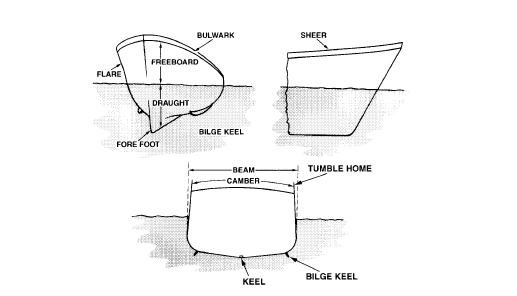 BULWARK
SHEER
FREEBOARD
FLARE
DRAUGHT
BILGE KEEL
FORE FOOT
BEAM
TUMBLE HOME
CAMBER
KEEL
BILGE KEEL